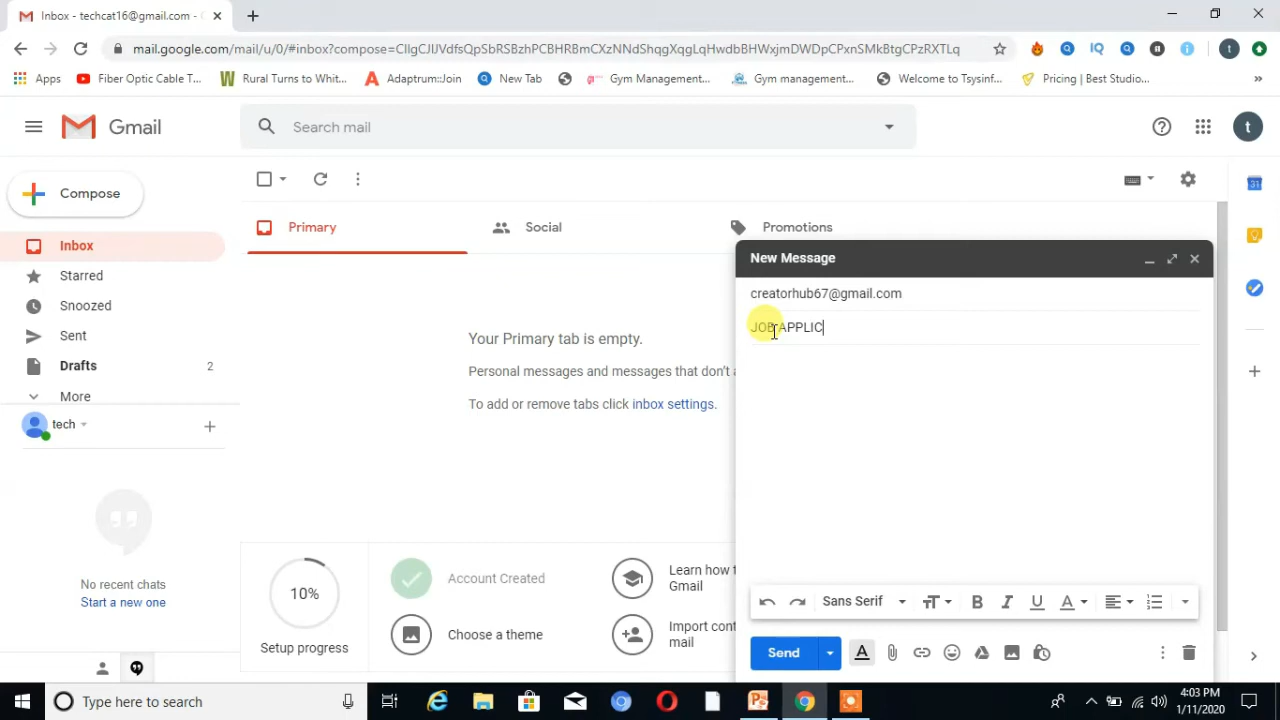 Inbox - techcat16@gmail.com -
mail.google.com/mail/u/0/#inbox?compose=CllgCJlJVdfsQpSbRSBzhPCBHRBmCXzNNdShqgXqgLqHwdbBHWxjmDWDpCPxnSMkBtgCPzRXTLq
Apps
Fiber Optic Cable T...
Rural Turns to Whit...
Adaptrum::Join
New Tab
Gym Management...
Gym management...
Welcome to Tsysinf...
Pricing | Best Studio...
»
Gmail
Search mail
t
Compose
Primary
Social
Promotions
Inbox
Starred
Snoozed
Sent
Drafts 2
More
tech
New Message
creatorhub67@gmail.com
JOB APPLIC
Your Primary tab is empty.
Personal messages and messages that don't a
To add or remove tabs click inbox settings.
No recent chats
Start a new one
10%
Setup progress
Account Created
Choose a theme
Learn how t
Gmail
Import cont
mail
Sans Serif
B I U A
Send
Type here to search
4:03 PM
1/11/2020